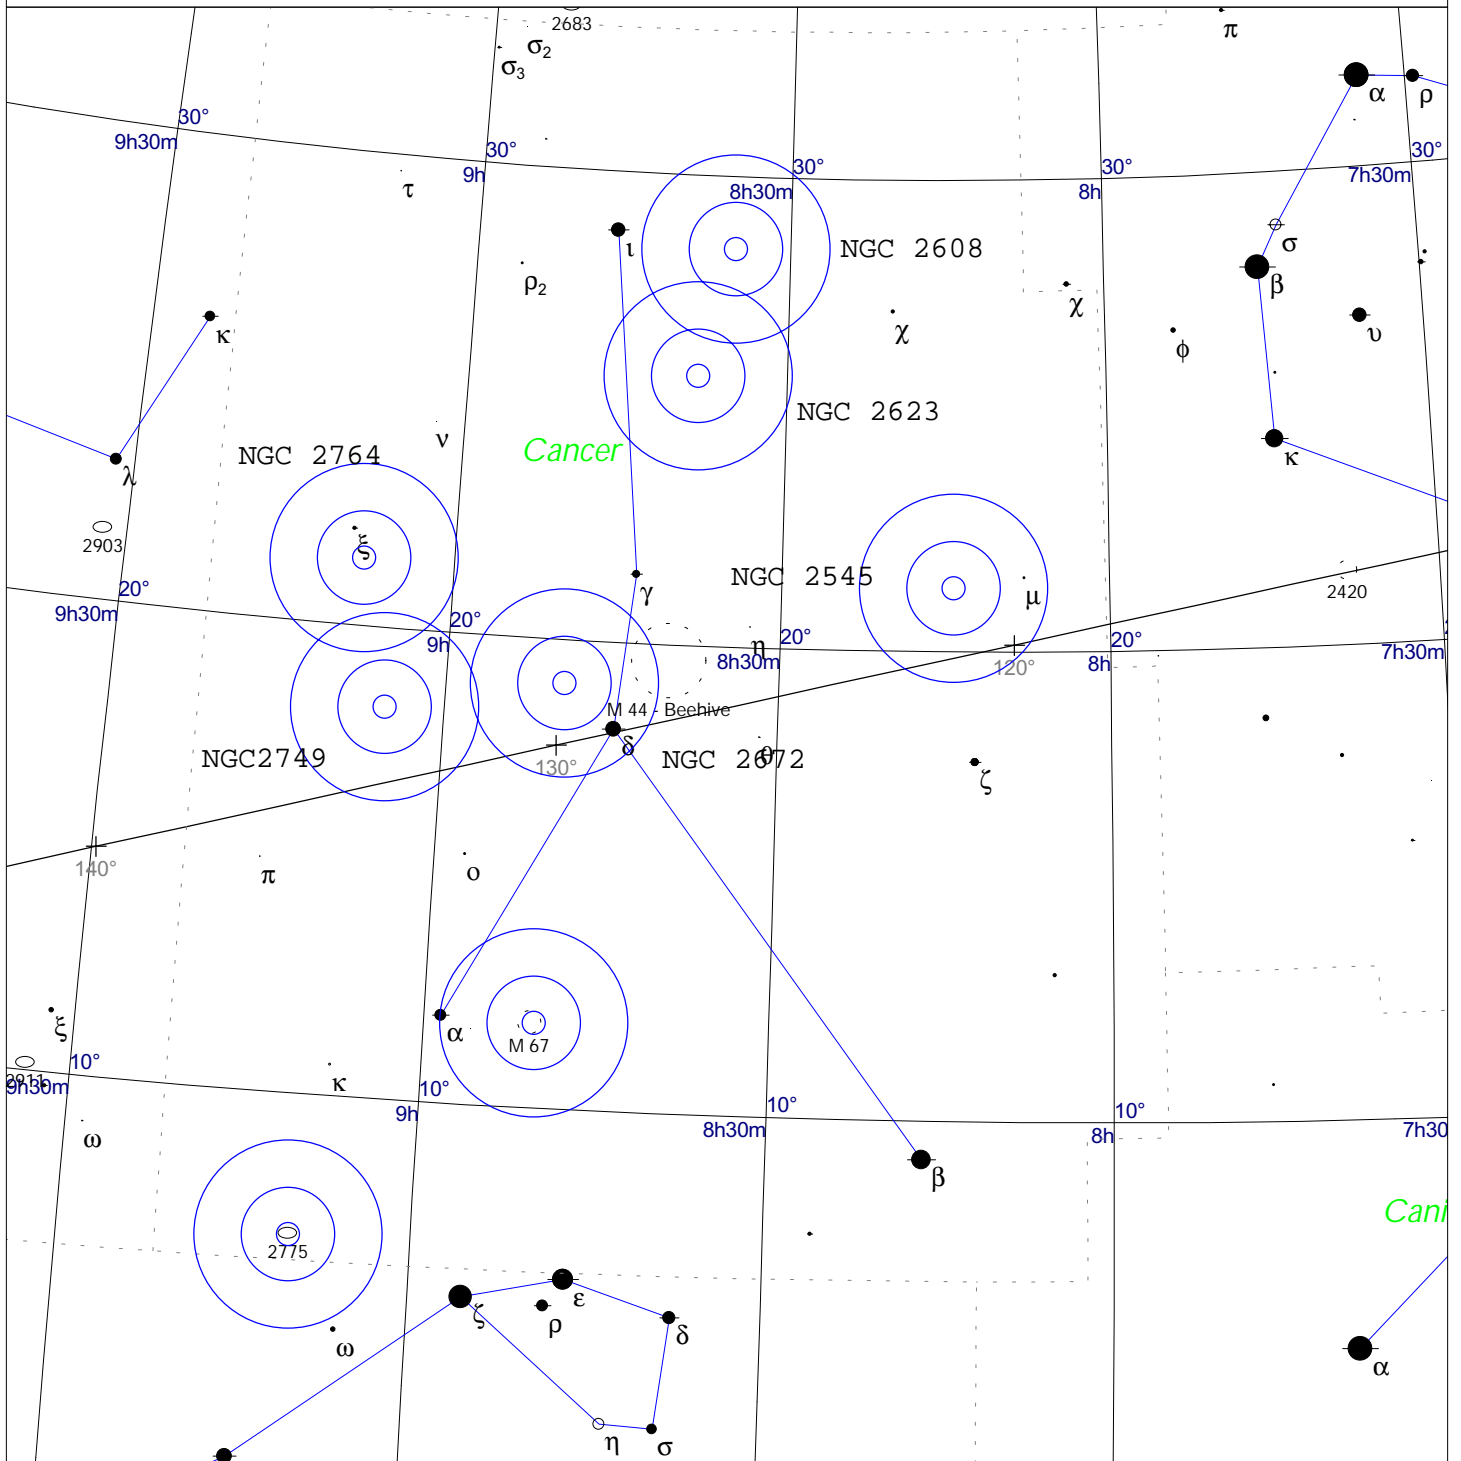 2683
σ2
σ3
π
α
ρ
30°
9h30m
30°
9h
30°
8h30m
30°
8h
30°
7h30m
τ
ι
NGC 2608
σ
β
ρ2
χ
χ
υ
κ
φ
NGC 2623
ν
Cancer
NGC 2764
κ
λ
2903
ξ
NGC 2545
γ
μ
2420
20°
9h30m
20°
9h
η
20°
8h30m
120°
20°
8h
7h30m
M 44 - Beehive
δ
NGC2749
130°
NGC 2672
θ
ζ
140°
π
ο
ξ
α
M 67
2911
10°
9h30m
κ
10°
9h
10°
8h30m
10°
8h
7h30
ω
β
Cani
2775
ε
ζ
ρ
δ
ω
α
η
σ